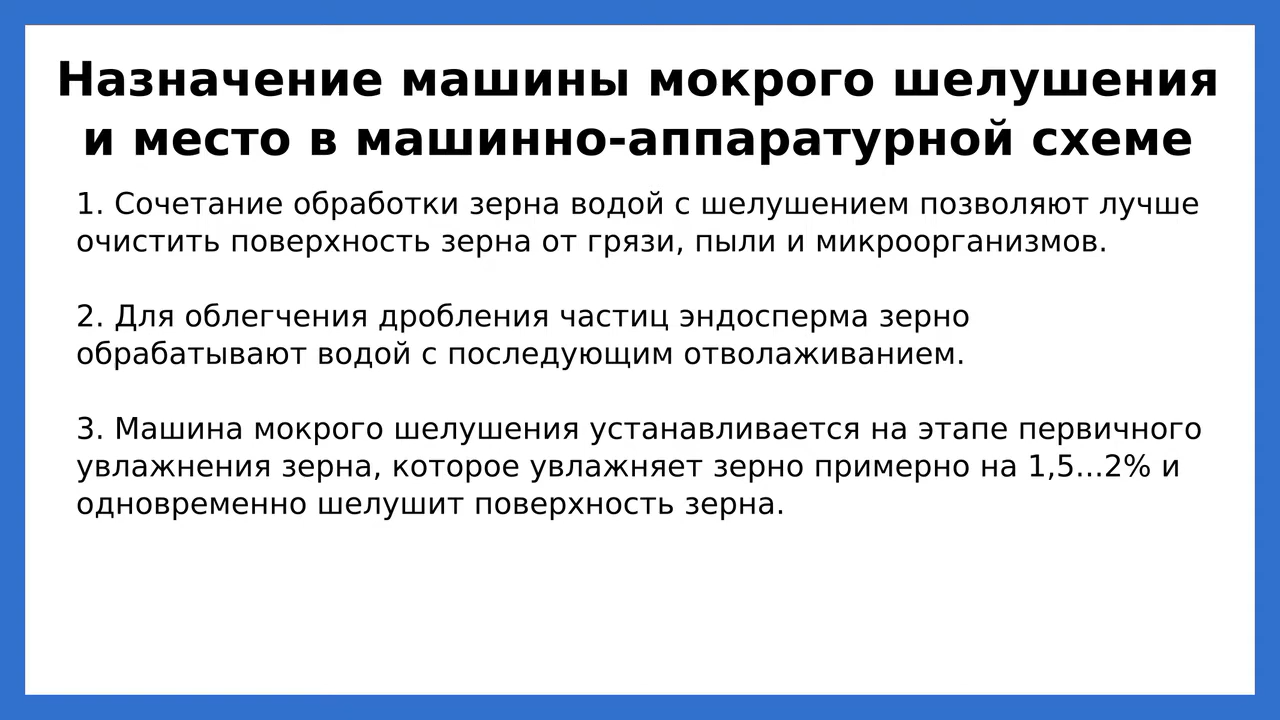 Назначение машины мокрого шелушения
и место в машинно-аппаратурной схеме
1. Сочетание обработки зерна водой с шелушением позволяют лучше
очистить поверхность зерна от грязи, пыли и микроорганизмов.
2. Для облегчения дробления частиц эндосперма зерно
обрабатывают водой с последующим отволаживанием.
3. Машина мокрого шелушения устанавливается на этапе первичного
увлажнения зерна, которое увлажняет зерно примерно на 1,5...2% и
одновременно шелушит поверхность зерна.